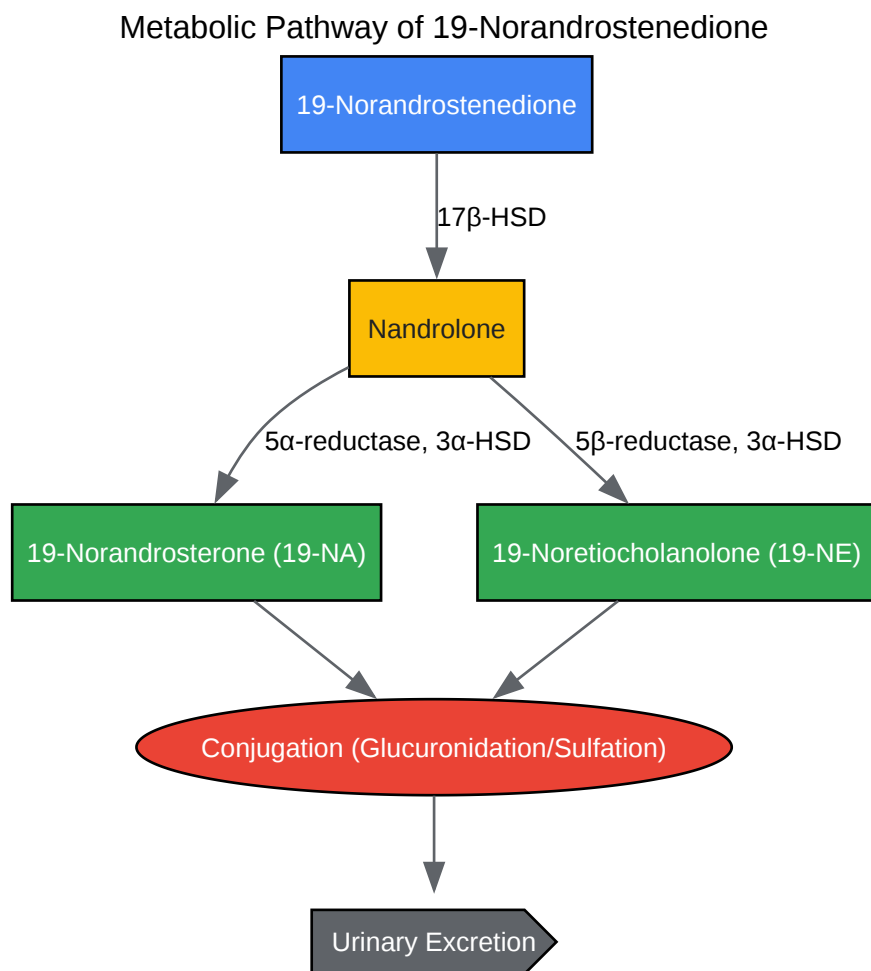 Metabolic Pathway of 19-Norandrostenedione
19-Norandrostenedione
17β-HSD
Nandrolone
5α-reductase, 3α-HSD
5β-reductase, 3α-HSD
19-Norandrosterone (19-NA)
19-Noretiocholanolone (19-NE)
Conjugation (Glucuronidation/Sulfation)
Urinary Excretion